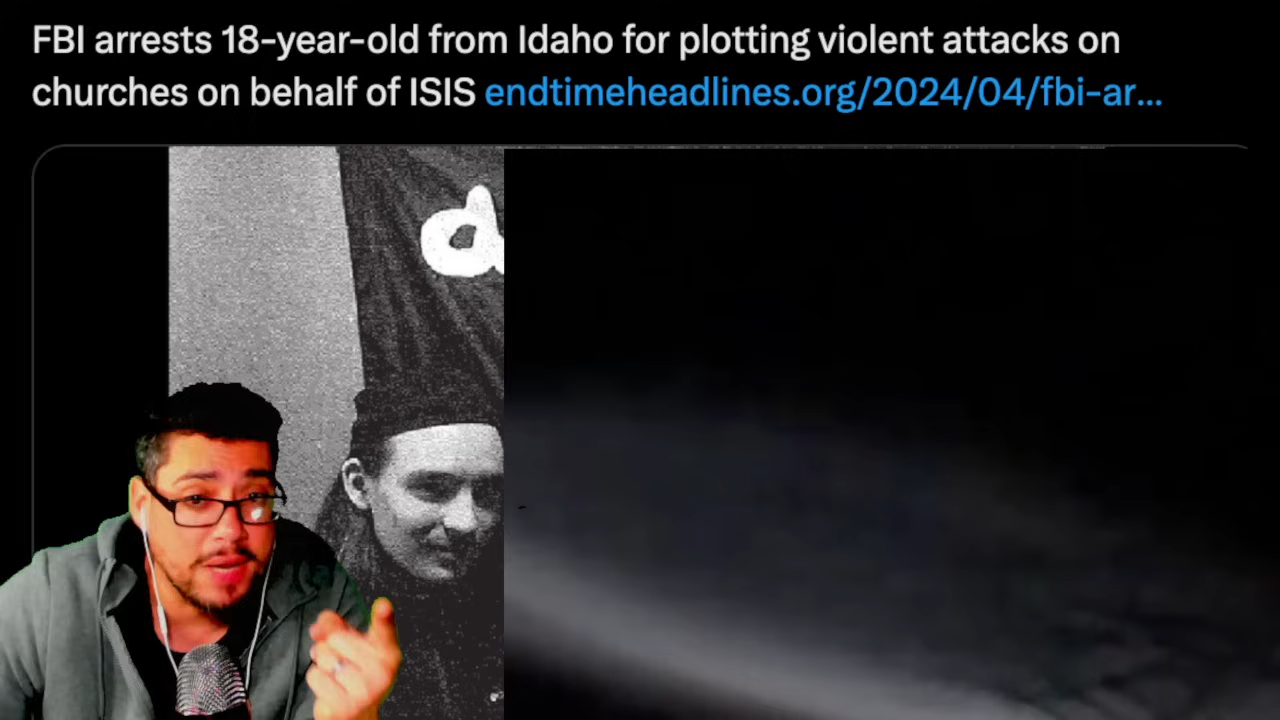 FBI arrests 18-year-old from Idaho for plotting violent attacks on
churches on behalf of ISIS endtimeheadlines.org/2024/04/fbi-ar...